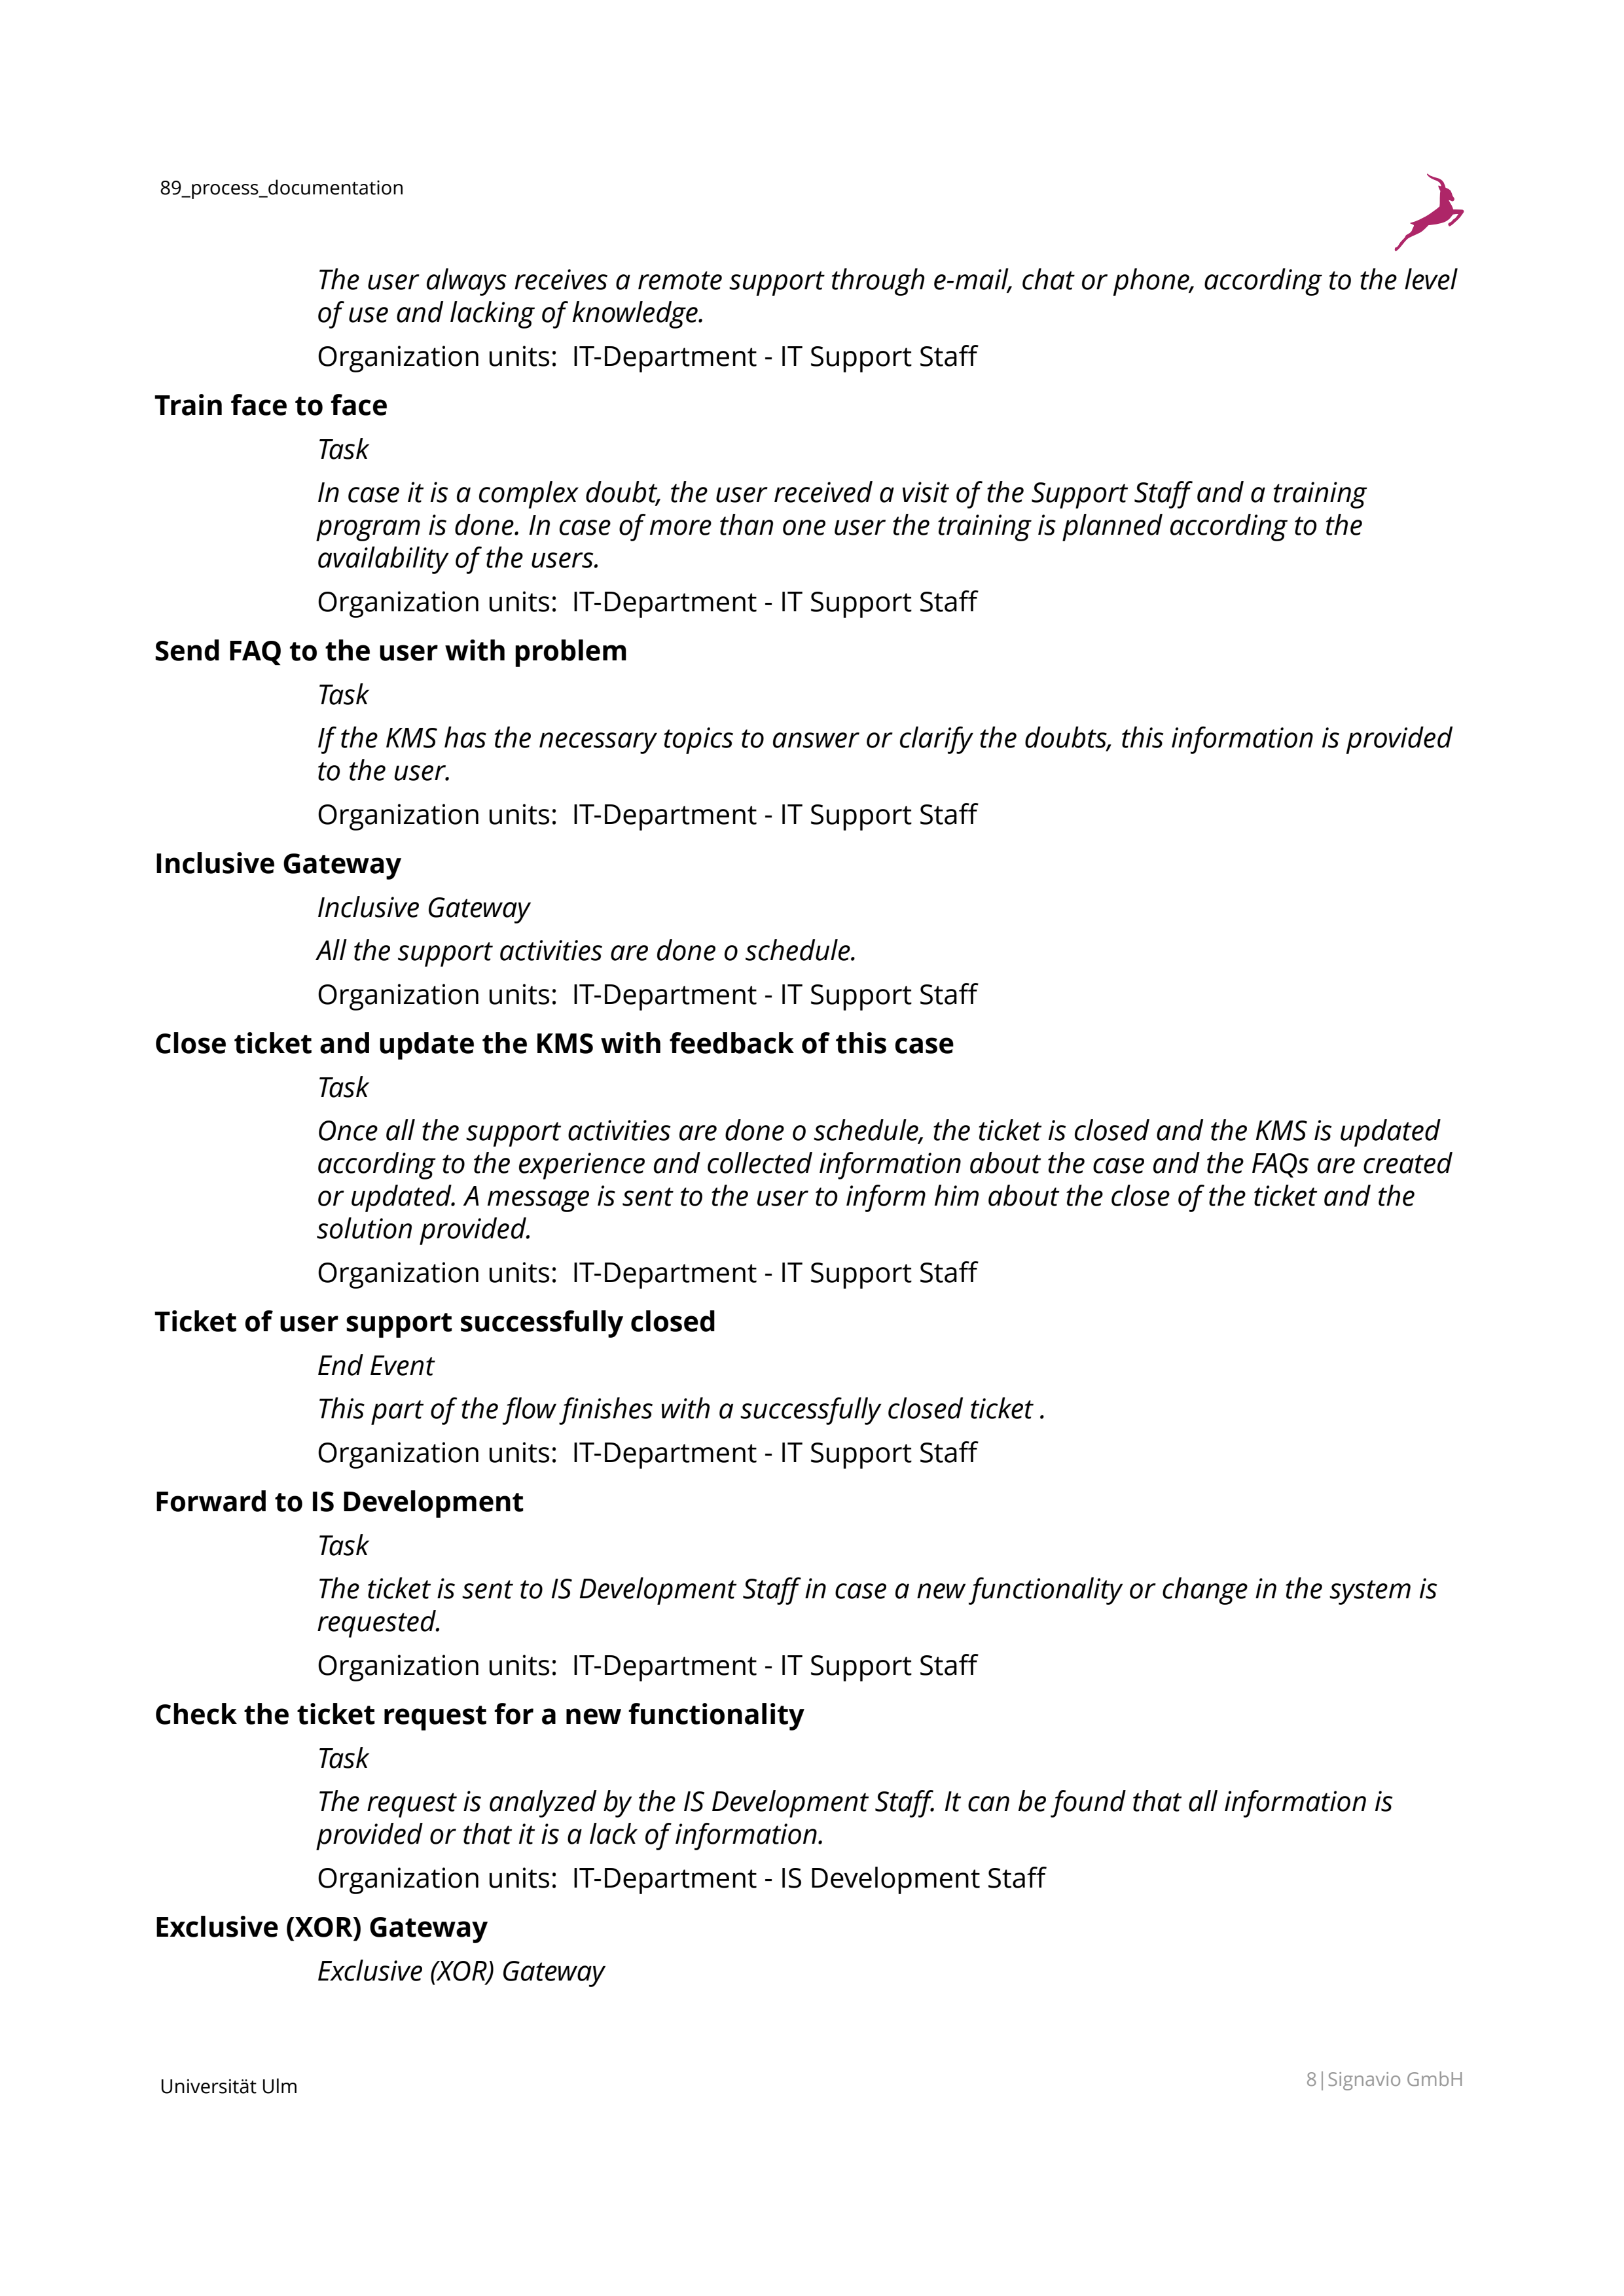 89_process_documentation
The user always receives a remote support through e-mail, chat or phone, according to the level
of use and lacking of knowledge.
Organization units:  IT-Department - IT Support Staff
Train face to face
Task
In case it is a complex doubt, the user received a visit of the Support Staff and a training
program is done. In case of more than one user the training is planned according to the
availability of the users.
Organization units:  IT-Department - IT Support Staff
Send FAQ to the user with problem
Task
If the KMS has the necessary topics to answer or clarify the doubts, this information is provided
to the user.
Organization units:  IT-Department - IT Support Staff
Inclusive Gateway
Inclusive Gateway
All the support activities are done o schedule.
Organization units:  IT-Department - IT Support Staff
Close ticket and update the KMS with feedback of this case
Task
Once all the support activities are done o schedule, the ticket is closed and the KMS is updated
according to the experience and collected information about the case and the FAQs are created
or updated. A message is sent to the user to inform him about the close of the ticket and the
solution provided.
Organization units:  IT-Department - IT Support Staff
Ticket of user support successfully closed
End Event
This part of the flow finishes with a successfully closed ticket .
Organization units:  IT-Department - IT Support Staff
Forward to IS Development
Task
The ticket is sent to IS Development Staff in case a new functionality or change in the system is
requested.
Organization units:  IT-Department - IT Support Staff
Check the ticket request for a new functionality
Task
The request is analyzed by the IS Development Staff. It can be found that all information is
provided or that it is a lack of information.
Organization units:  IT-Department - IS Development Staff
Exclusive (XOR) Gateway
Exclusive (XOR) Gateway
Universität Ulm
8|Signavio GmbH